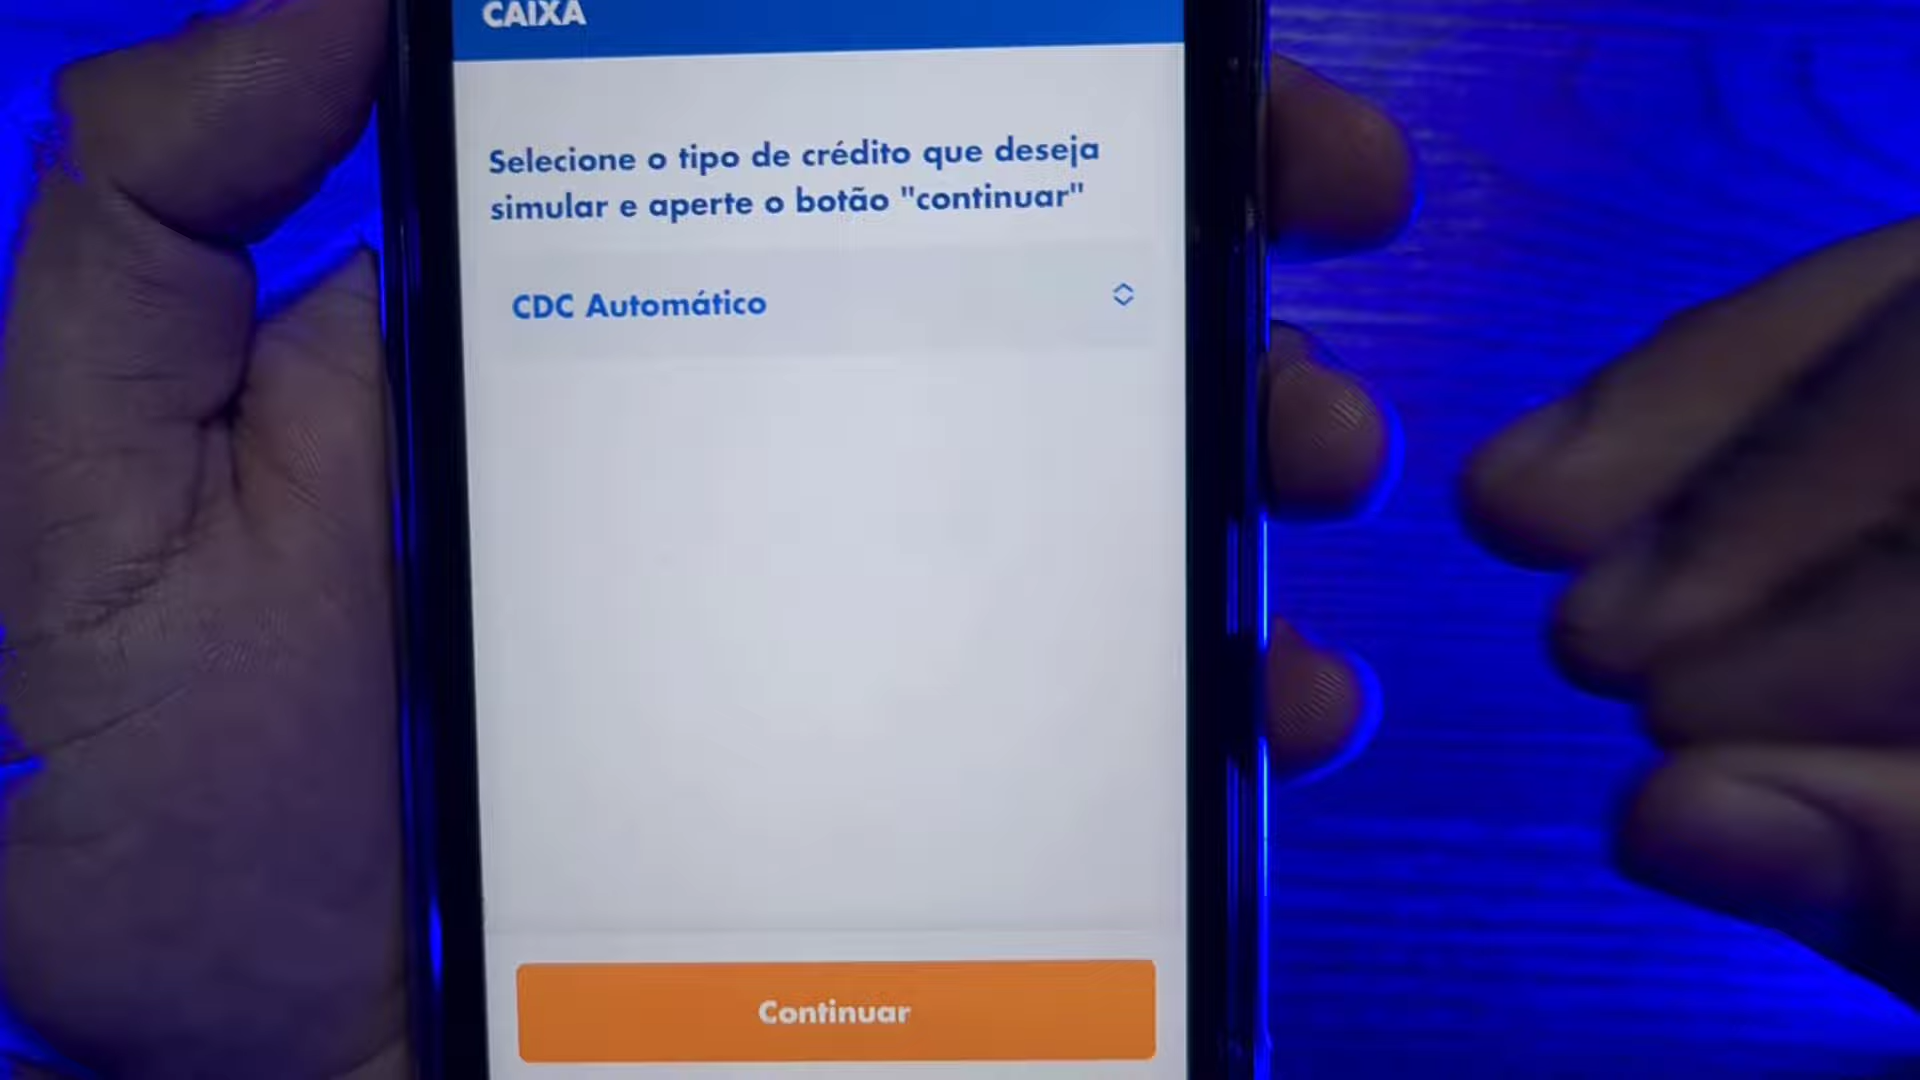 CAIXA
Selecione o tipo de crédito que deseja
simular e aperte o botão "continuar"
CDC Automático
Continuar